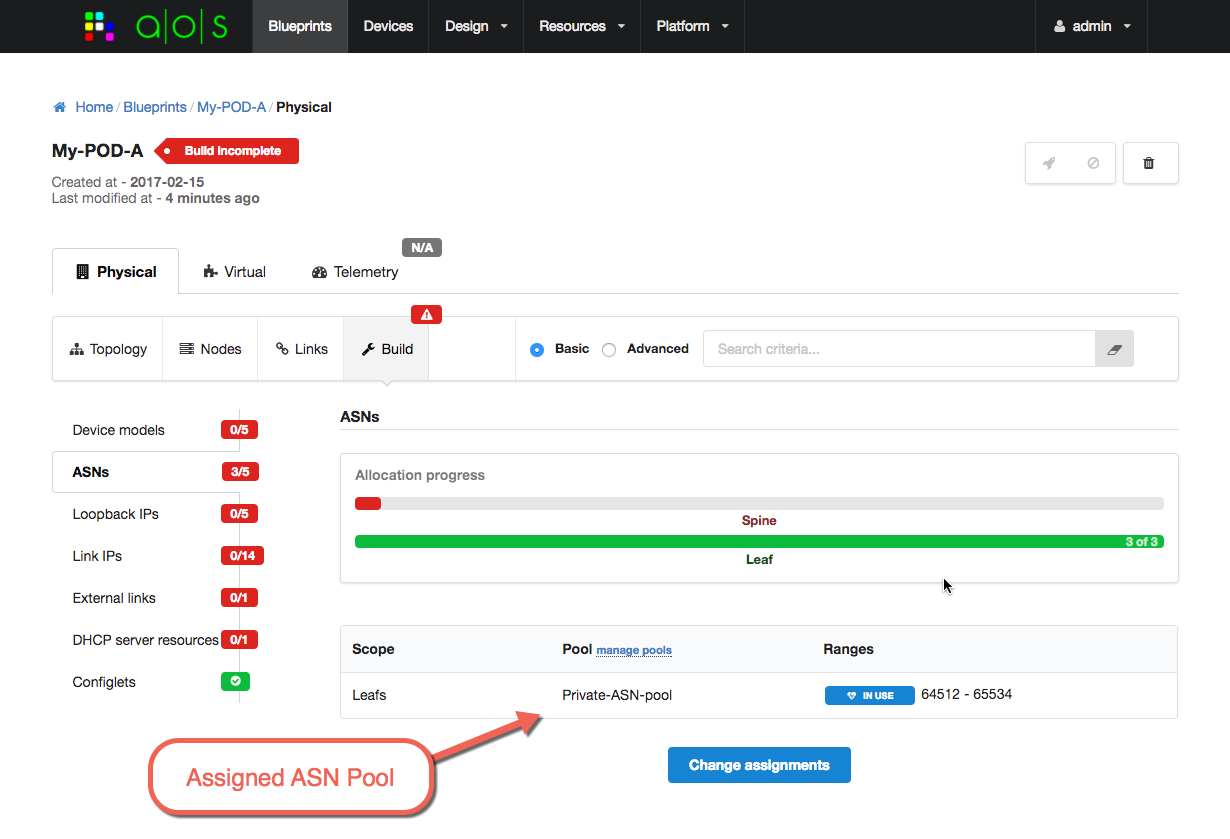 a|o|s Blueprints Devices Design Resources Platform admin
Home / Blueprints / My-POD-A / Physical
My-POD-A Build incomplete
Created at - 2017-02-15
Last modified at - 4 minutes ago
N/A
Physical Virtual Telemetry
Topology Nodes Links Build Basic Advanced Search criteria...
ASNs
Device models 0/5
ASNs 3/5
Loopback IPs 0/5
Link IPs 0/14
External links 0/1
DHCP server resources 0/1
Configlets
Allocation progress
Spine
3 of 3
Leaf
Scope Pool manage pools Ranges
Leafs Private-ASN-pool IN USE 64512 - 65534
Change assignments
Assigned ASN Pool